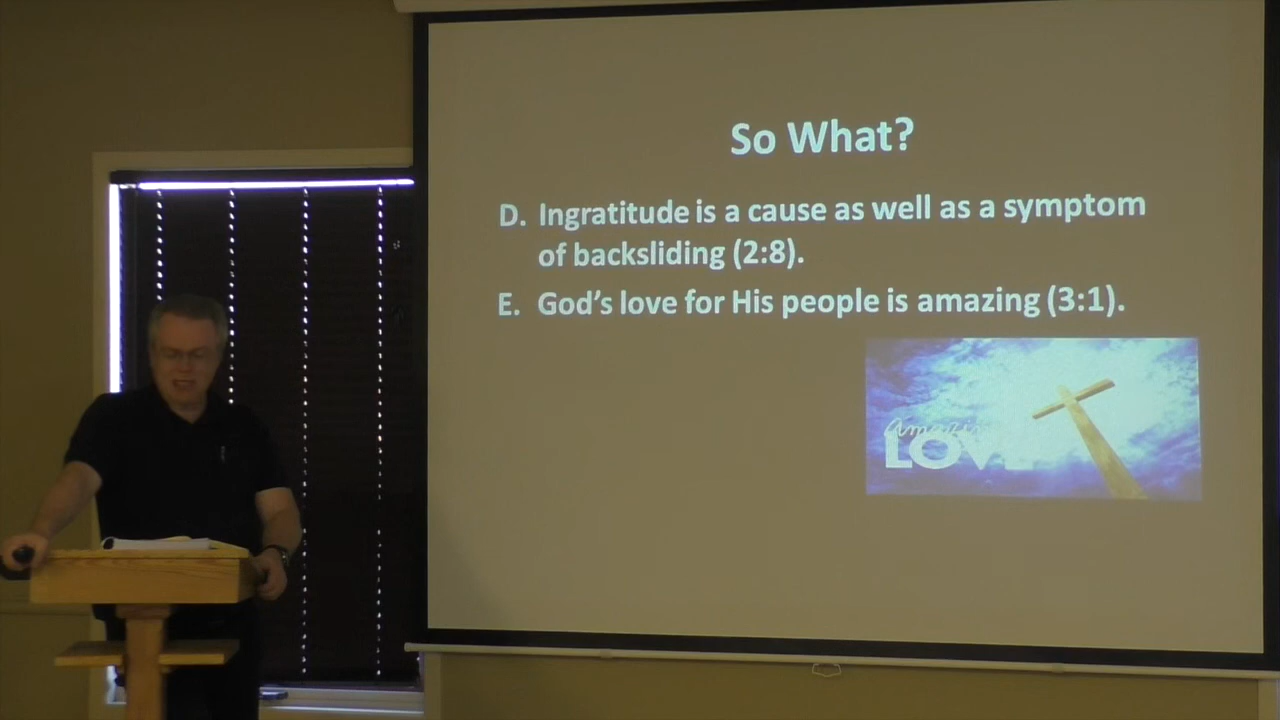 So What?
D. Ingratitude is a cause as well as a symptom
of backsliding (2:8).
E. God's love for His people is amazing (3:1).
LOVE